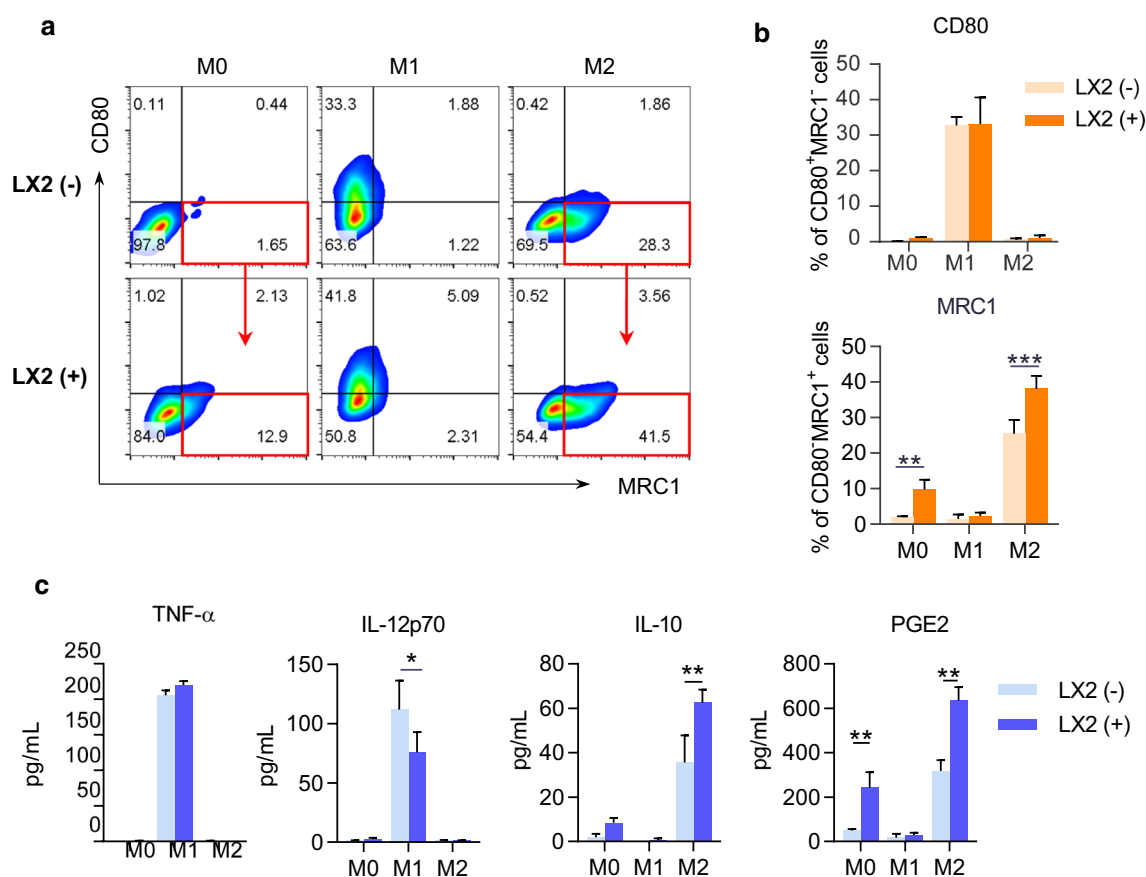 a
M0 M1 M2
CD80
LX2 (-)
0.11 0.44
97.8 1.65
33.3 1.88
63.6 1.22
0.42 1.86
69.5 28.3
LX2 (+)
1.02 2.13
84.0 12.9
41.8 5.09
50.8 2.31
0.52 3.56
54.4 41.5
MRC1
b
CD80
% of CD80⁺MRC1⁻ cells
50
40
30
20
10
0
M0 M1 M2
LX2 (-)
LX2 (+)
MRC1
% of CD80⁻MRC1⁺ cells
50
40
30
20
10
0
** ***
M0 M1 M2
c
TNF-α
pg/mL
250
200
150
100
50
0
M0 M1 M2
IL-12p70
pg/mL
150
100
50
0
*
M0 M1 M2
IL-10
pg/mL
80
60
40
20
0
**
M0 M1 M2
PGE2
pg/mL
800
600
400
200
0
** **
M0 M1 M2
LX2 (-)
LX2 (+)